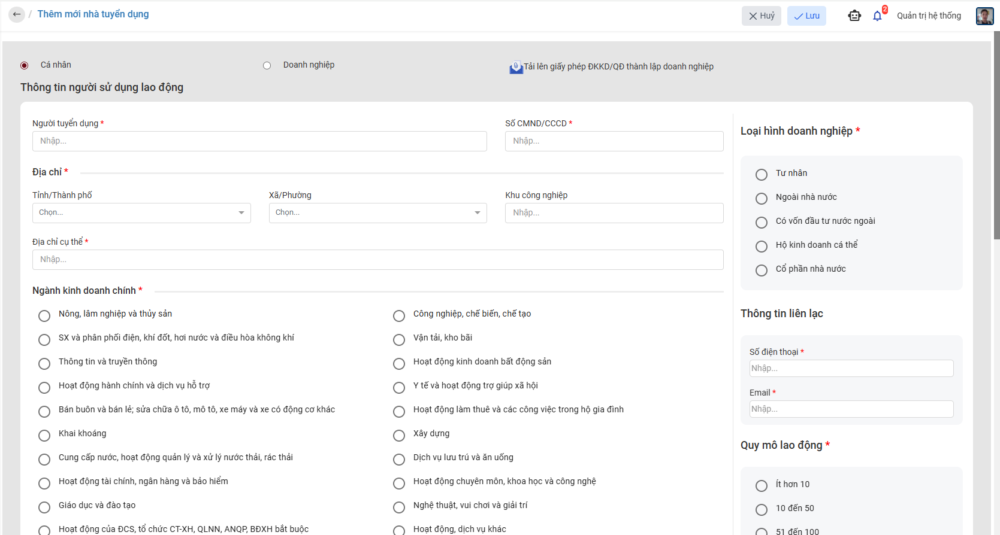 / Thêm mới nhà tuyển dụng
Huỷ
Lưu
2
Quản trị hệ thống
Cá nhân
Doanh nghiệp
Tải lên giấy phép ĐKKD/QĐ thành lập doanh nghiệp
Thông tin người sử dụng lao động
Người tuyển dụng *
Nhập...
Số CMND/CCCD *
Nhập...
Địa chỉ *
Tỉnh/Thành phố
Chọn...
Xã/Phường
Chọn...
Khu công nghiệp
Nhập...
Địa chỉ cụ thể *
Nhập...
Ngành kinh doanh chính *
Nông, lâm nghiệp và thủy sản
Công nghiệp, chế biến, chế tạo
SX và phân phối điện, khí đốt, hơi nước và điều hòa không khí
Vận tải, kho bãi
Thông tin và truyền thông
Hoạt động kinh doanh bất động sản
Hoạt động hành chính và dịch vụ hỗ trợ
Y tế và hoạt động trợ giúp xã hội
Bán buôn và bán lẻ; sửa chữa ô tô, mô tô, xe máy và xe có động cơ khác
Hoạt động làm thuê và các công việc trong hộ gia đình
Khai khoáng
Xây dựng
Cung cấp nước, hoạt động quản lý và xử lý nước thải, rác thải
Dịch vụ lưu trú và ăn uống
Hoạt động tài chính, ngân hàng và bảo hiểm
Hoạt động chuyên môn, khoa học và công nghệ
Giáo dục và đào tạo
Nghệ thuật, vui chơi và giải trí
Hoạt động của ĐCS, tổ chức CT-XH, QLNN, ANQP, BĐXH bắt buộc
Hoạt động, dịch vụ khác
Loại hình doanh nghiệp *
Tư nhân
Ngoài nhà nước
Có vốn đầu tư nước ngoài
Hộ kinh doanh cá thể
Cổ phần nhà nước
Thông tin liên lạc
Số điện thoại *
Nhập...
Email *
Nhập...
Quy mô lao động *
Ít hơn 10
10 đến 50
51 đến 100